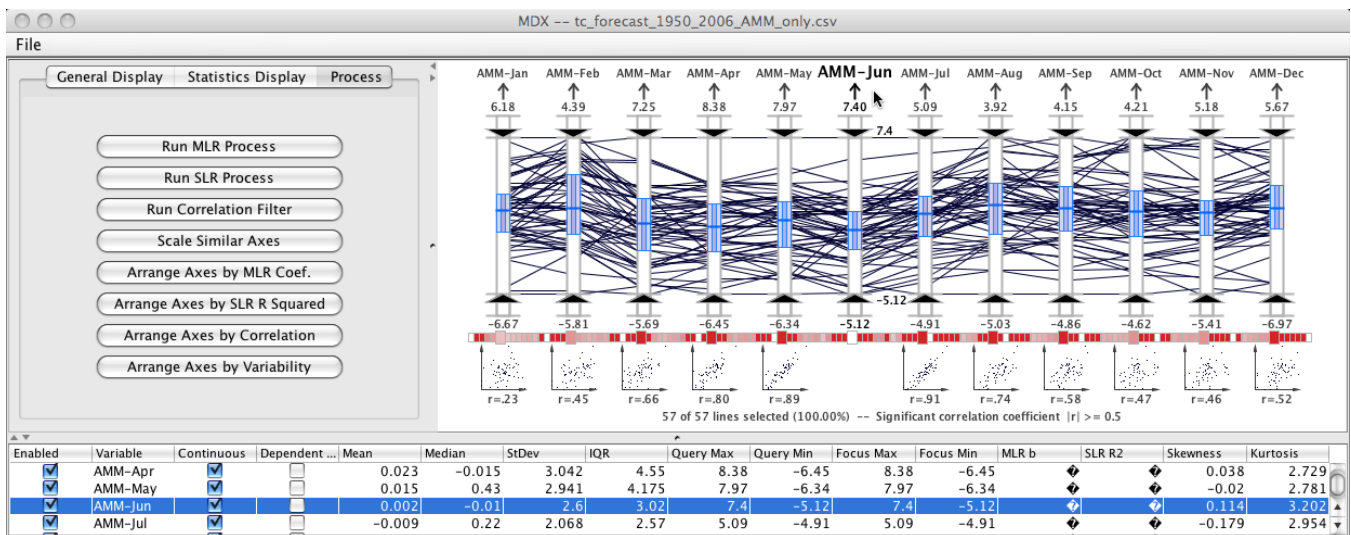 MDX -- tc_forecast_1950_2006_AMM_only.csv
File
General Display Statistics Display Process
Run MLR Process
Run SLR Process
Run Correlation Filter
Scale Similar Axes
Arrange Axes by MLR Coef.
Arrange Axes by SLR R Squared
Arrange Axes by Correlation
Arrange Axes by Variability
AMM-Jan AMM-Feb AMM-Mar AMM-Apr AMM-May AMM-Jun AMM-Jul AMM-Aug AMM-Sep AMM-Oct AMM-Nov AMM-Dec
6.18 4.39 7.25 8.38 7.97 7.40 5.09 3.92 4.15 4.21 5.18 5.67
7.4
-5.12
-6.67 -5.81 -5.69 -6.45 -6.34 -5.12 -4.91 -5.03 -4.86 -4.62 -5.41 -6.97
r=.23 r=.45 r=.66 r=.80 r=.89 r=.91 r=.74 r=.58 r=.47 r=.46 r=.52
57 of 57 lines selected (100.00%) -- Significant correlation coefficient |r| >= 0.5
Enabled Variable Continuous Dependent ... Mean Median StDev IQR Query Max Query Min Focus Max Focus Min MLR b SLR R2 Skewness Kurtosis
AMM-Apr 0.023 -0.015 3.042 4.55 8.38 -6.45 8.38 -6.45 � � 0.038 2.729
AMM-May 0.015 0.43 2.941 4.175 7.97 -6.34 7.97 -6.34 � � -0.02 2.781
AMM-Jun 0.002 -0.01 2.6 3.02 7.4 -5.12 7.4 -5.12 � � 0.114 3.202
AMM-Jul -0.009 0.22 2.068 2.57 5.09 -4.91 5.09 -4.91 � � -0.179 2.954